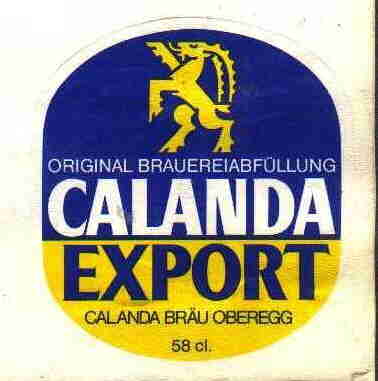 ORIGINAL BRAUEREIABFÜLLUNG
CALANDA
EXPORT
CALANDA BRÄU OBEREGG
58 cl.